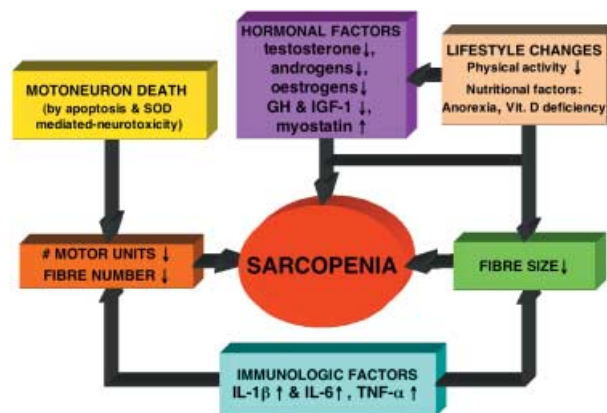 HORMONAL FACTORS
testosterone↓,
androgens↓,
oestrogens↓
GH & IGF-1 ↓,
myostatin ↑
LIFESTYLE CHANGES
Physical activity ↓
Nutritional factors:
Anorexia, Vit. D deficiency
MOTONEURON DEATH
(by apoptosis & SOD
mediated-neurotoxicity)
# MOTOR UNITS ↓
FIBRE NUMBER ↓
SARCOPENIA
FIBRE SIZE↓
IMMUNOLOGIC FACTORS
IL-1β ↑ & IL-6↑ , TNF-α ↑